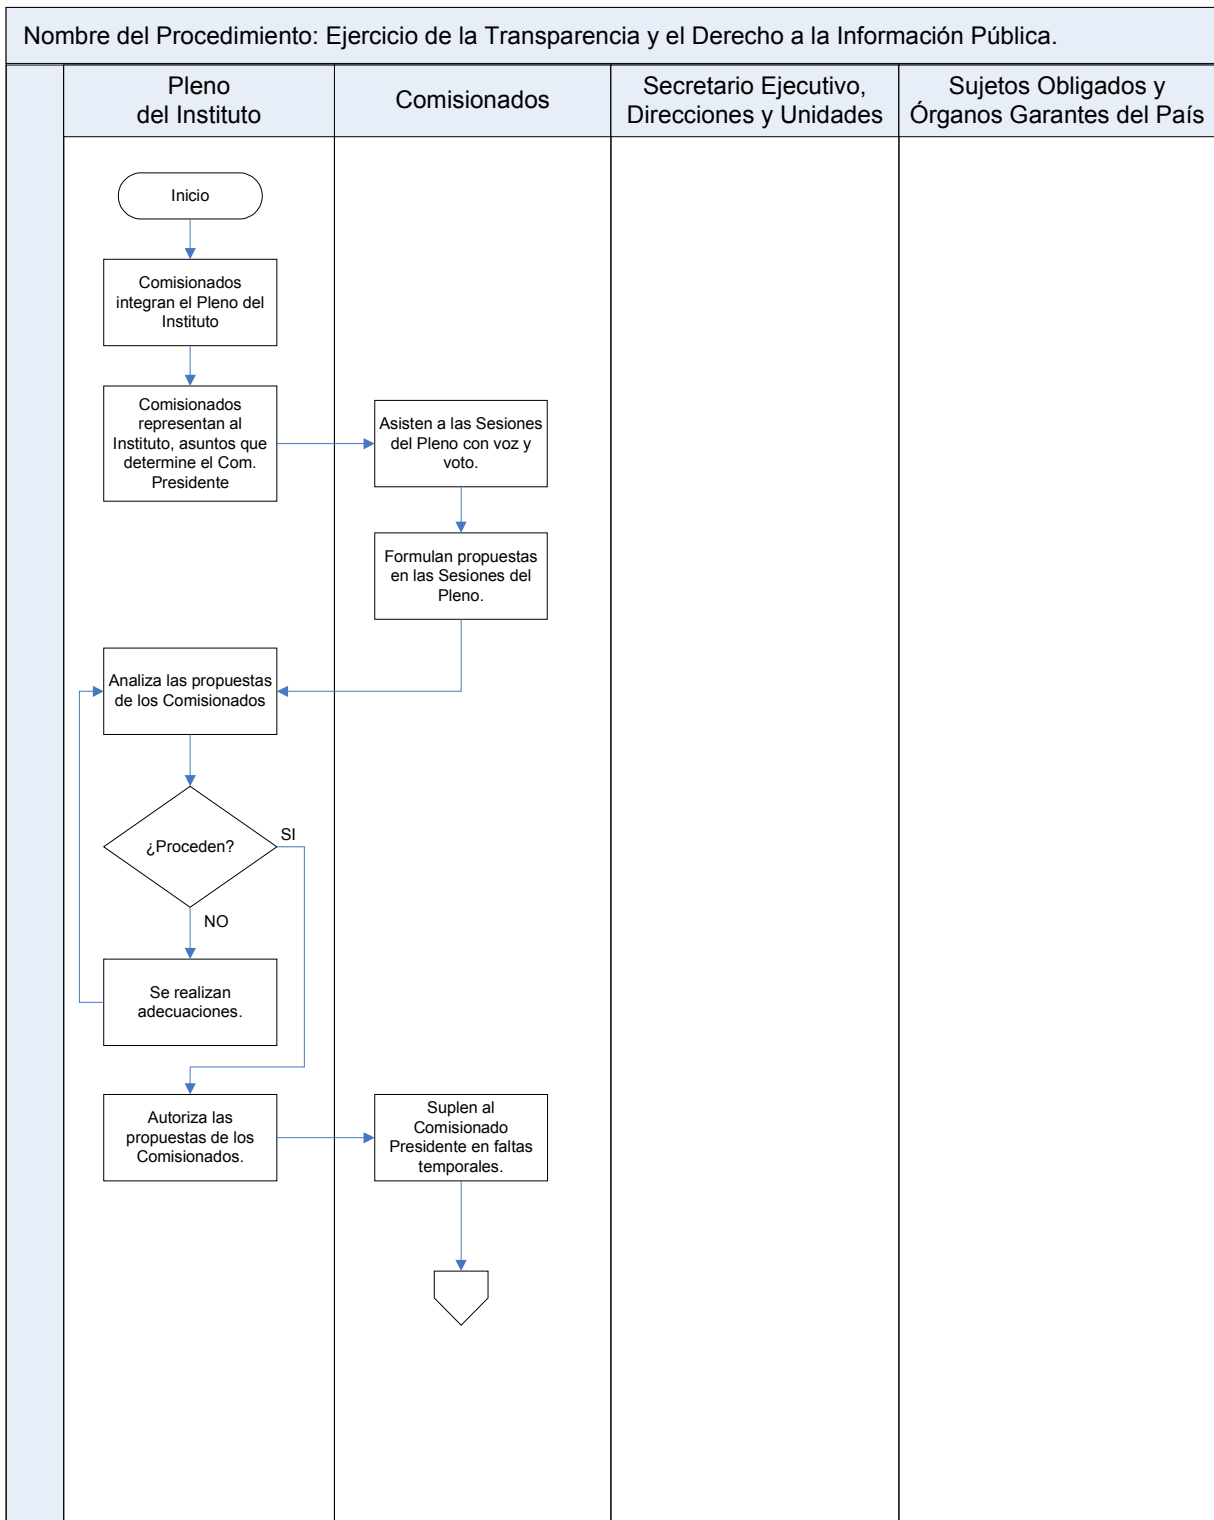 Nombre del Procedimiento: Ejercicio de la Transparencia y el Derecho a la Información Pública.
Pleno
del Instituto
Comisionados
Secretario Ejecutivo,
Direcciones y Unidades
Sujetos Obligados y
Órganos Garantes del País
Inicio
Comisionados
integran el Pleno del
Instituto
Comisionados
representan al
Instituto, asuntos que
determine el Com.
Presidente
Asisten a las Sesiones
del Pleno con voz y
voto.
Formulan propuestas
en las Sesiones del
Pleno.
Analiza las propuestas
de los Comisionados
¿Proceden?
SI
NO
Se realizan
adecuaciones.
Autoriza las
propuestas de los
Comisionados.
Suplen al
Comisionado
Presidente en faltas
temporales.